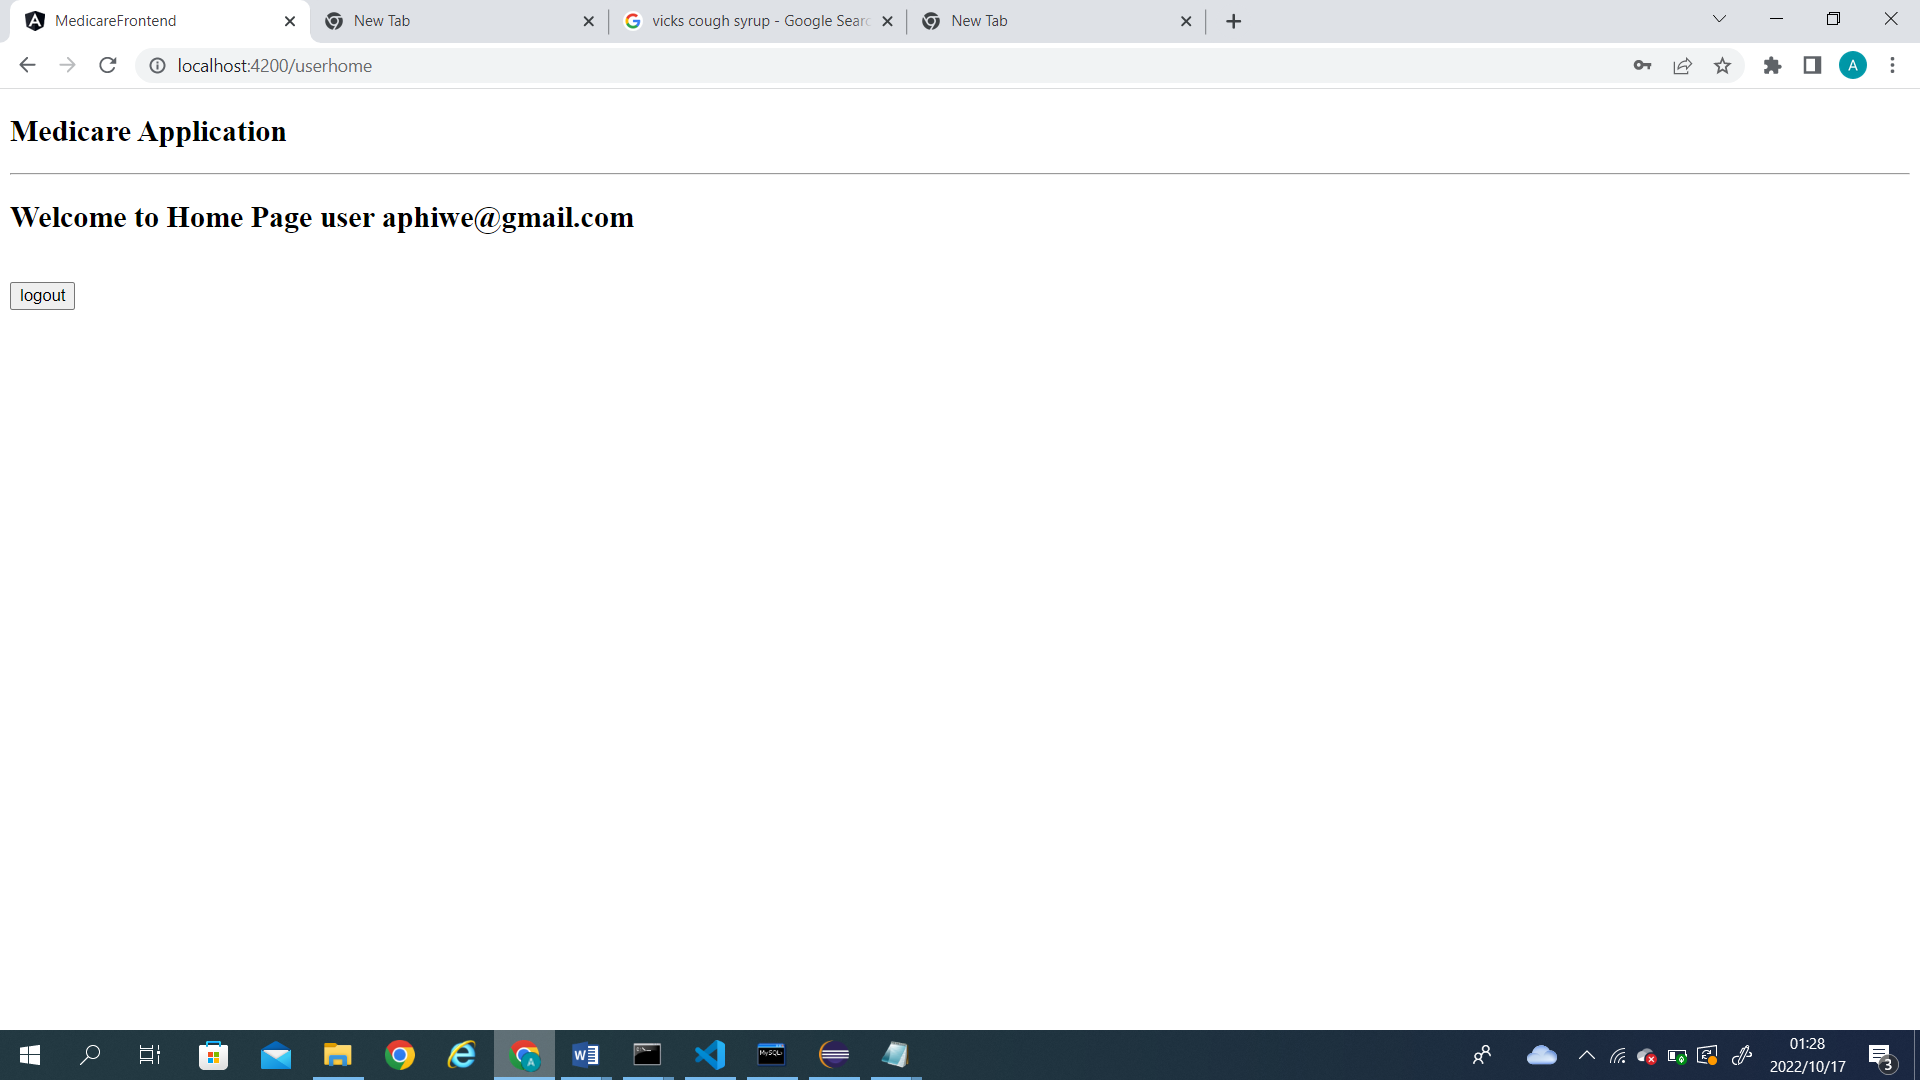 MedicareFrontend
New Tab
vicks cough syrup - Google Searc
New Tab
localhost:4200/userhome
A
Medicare Application
Welcome to Home Page user aphiwe@gmail.com
logout
A
MySQL
01:28
2022/10/17
3